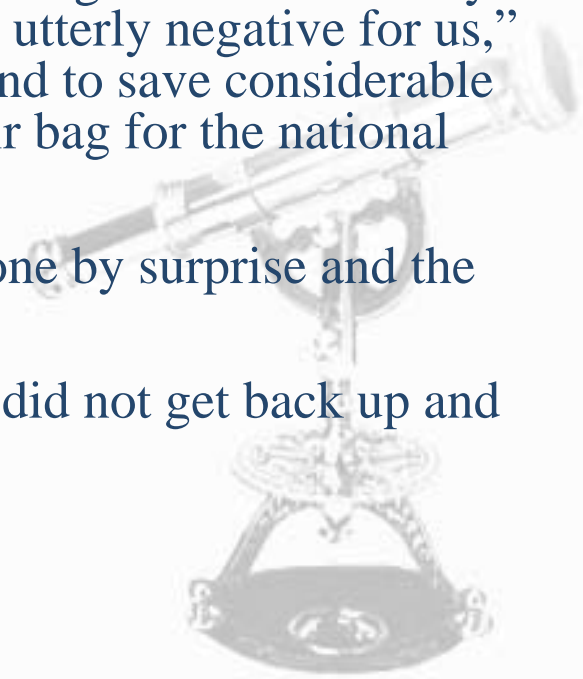 utterly negative for us,”
nd to save considerable
r bag for the national
one by surprise and the
did not get back up and